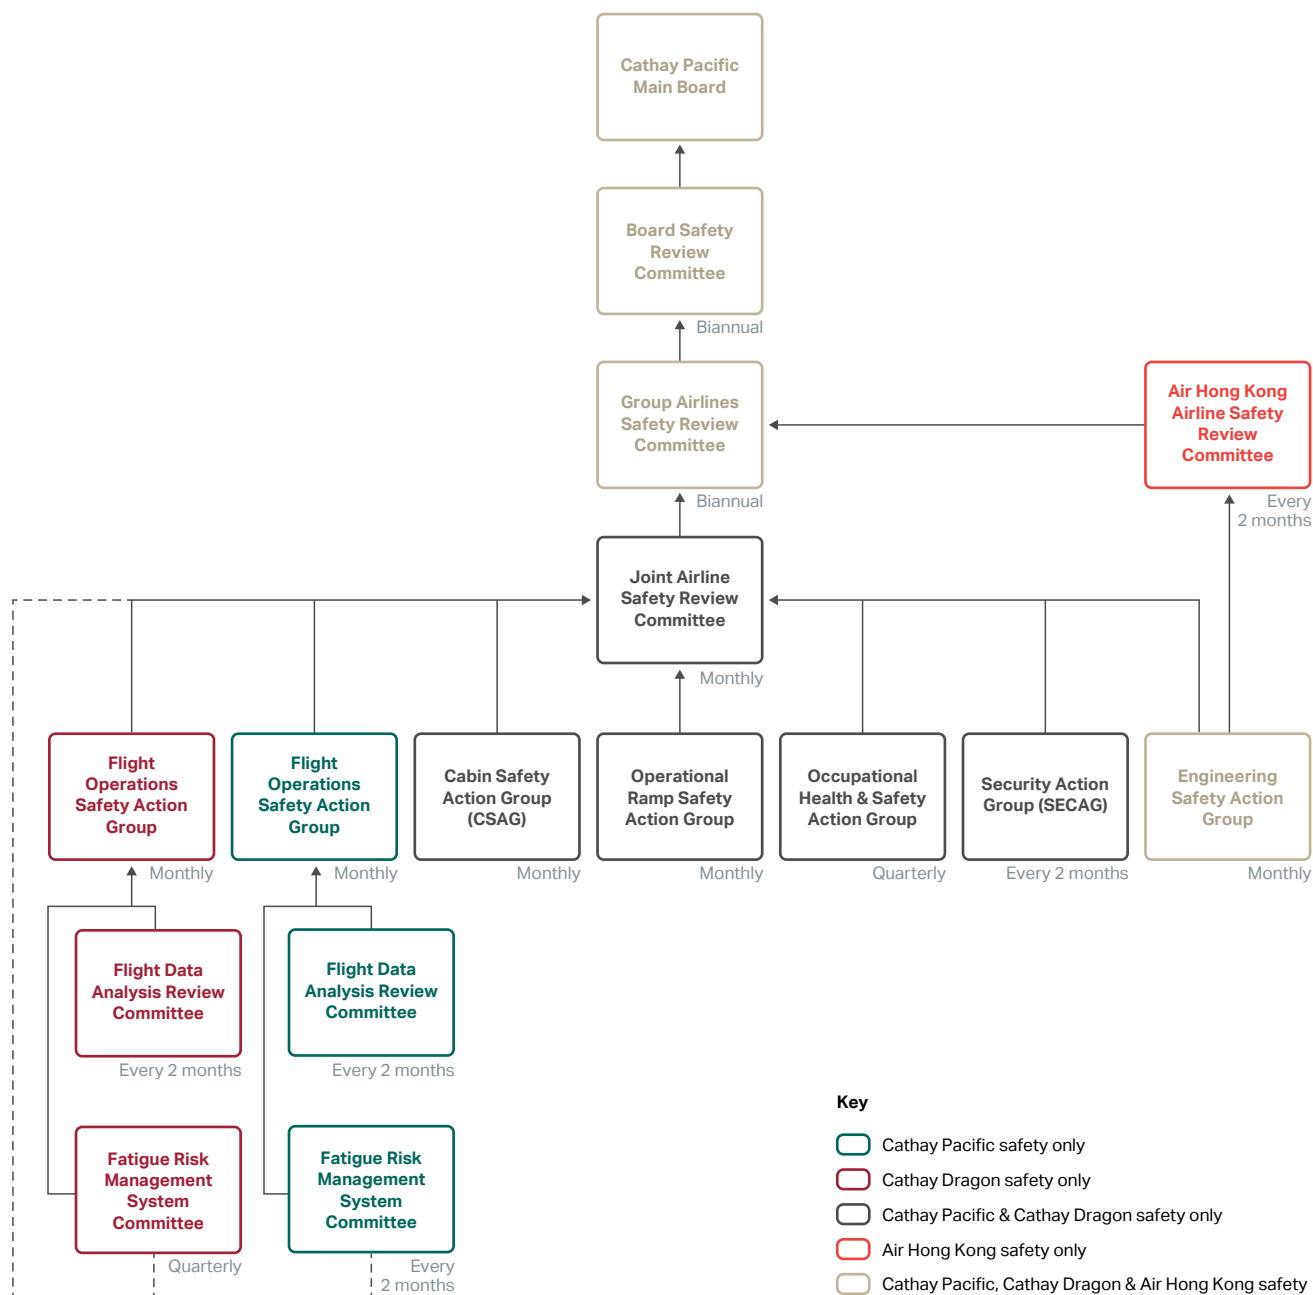 Cathay Pacific
Main Board
Board Safety
Review
Committee
Biannual
Group Airlines
Safety Review
Committee
Biannual
Air Hong Kong
Airline Safety
Review
Committee
Every
2 months
Joint Airline
Safety Review
Committee
Monthly
Flight
Operations
Safety Action
Group
Monthly
Flight
Operations
Safety Action
Group
Monthly
Cabin Safety
Action Group
(CSAG)
Monthly
Operational
Ramp Safety
Action Group
Monthly
Occupational
Health & Safety
Action Group
Quarterly
Security Action
Group (SECAG)
Every 2 months
Engineering
Safety Action
Group
Monthly
Flight Data
Analysis Review
Committee
Every 2 months
Flight Data
Analysis Review
Committee
Every 2 months
Fatigue Risk
Management
System
Committee
Quarterly
Fatigue Risk
Management
System
Committee
Every
2 months
Key
Cathay Pacific safety only
Cathay Dragon safety only
Cathay Pacific & Cathay Dragon safety only
Air Hong Kong safety only
Cathay Pacific, Cathay Dragon & Air Hong Kong safety